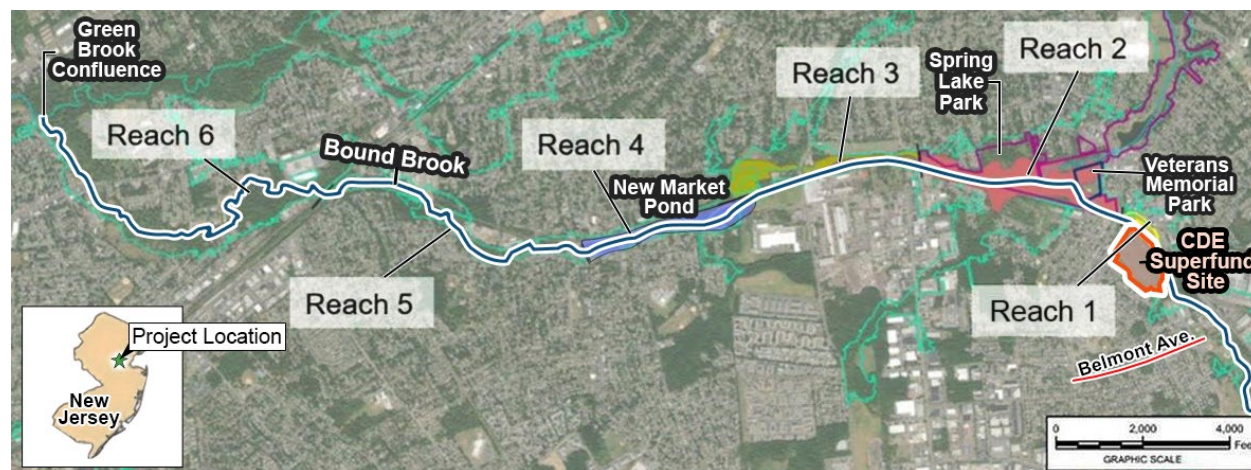 Green
Brook
Confluence
Reach 6
Bound Brook
Reach 5
Reach 4
New Market
Pond
Reach 3
Spring
Lake
Park
Reach 2
Veterans
Memorial
Park
CDE
Superfund
Site
Reach 1
Belmont Ave.
Project Location
New
Jersey
0 2,000 4,000
Fee
GRAPHIC SCALE